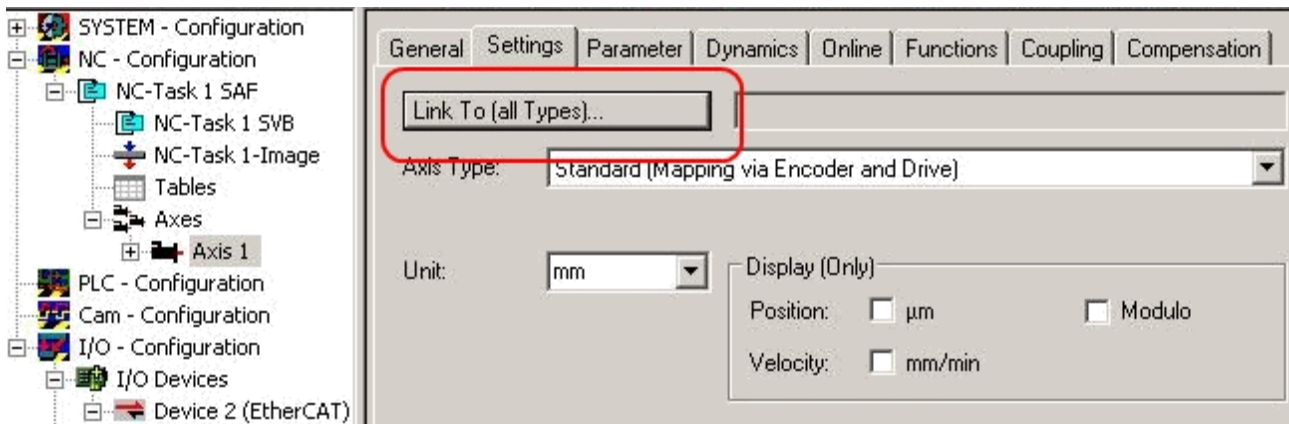 SYSTEM - Configuration
NC - Configuration
NC-Task 1 SAF
NC-Task 1 SVB
NC-Task 1-Image
Tables
Axes
Axis 1
PLC - Configuration
Cam - Configuration
I/O - Configuration
I/O Devices
Device 2 (EtherCAT)
General Settings Parameter Dynamics Online Functions Coupling Compensation
Link To (all Types)...
Axis Type: Standard (Mapping via Encoder and Drive)
Unit: mm
Display (Only)
Position: µm Modulo
Velocity: mm/min